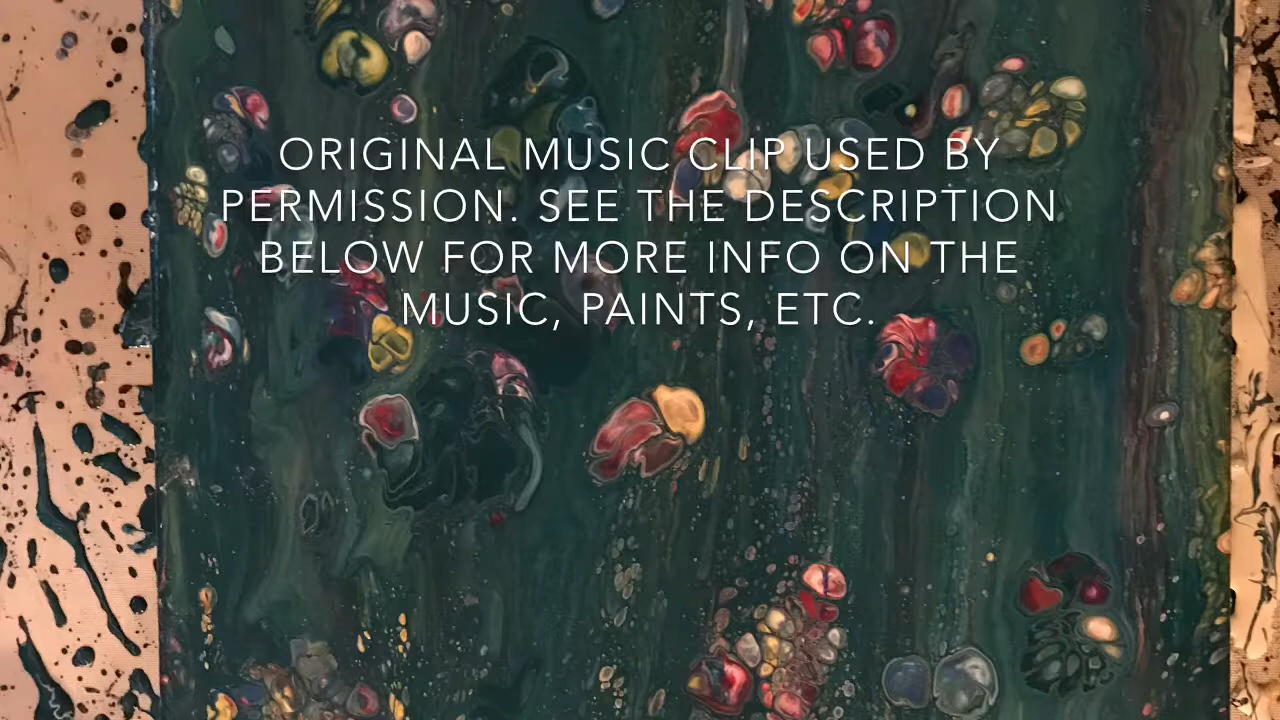 ORIGINAL MUSIC CLIP USED BY
PERMISSION. SEE THE DESCRIPTION
BELOW FOR MORE INFO ON THE
MUSIC, PAINTS, ETC.